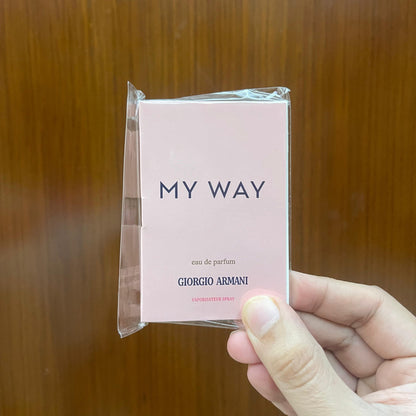 MY WAY
eau de parfum
GIORGIO ARMANI
VAPORISATEUR SPRAY